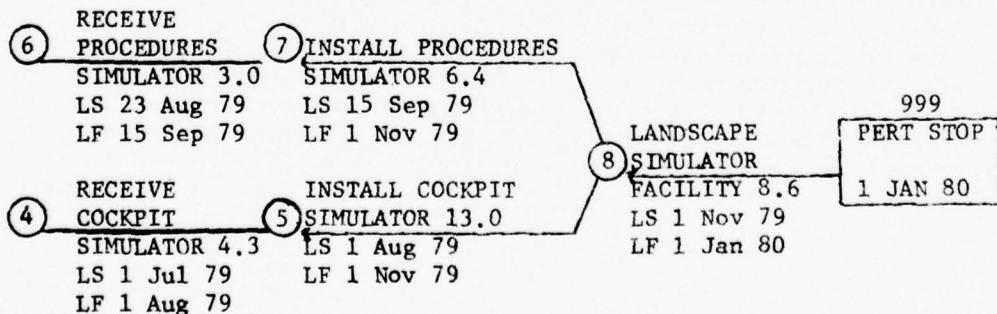 6
RECEIVE
PROCEDURES
SIMULATOR 3.0
LS 23 Aug 79
LF 15 Sep 79
7
INSTALL PROCEDURES
SIMULATOR 6.4
LS 15 Sep 79
LF 1 Nov 79
4
RECEIVE
COCKPIT
SIMULATOR 4.3
LS 1 Jul 79
LF 1 Aug 79
5
INSTALL COCKPIT
SIMULATOR 13.0
LS 1 Aug 79
LF 1 Nov 79
8
LANDSCAPE
SIMULATOR
FACILITY 8.6
LS 1 Nov 79
LF 1 Jan 80
999
PERT STOP
1 JAN 80